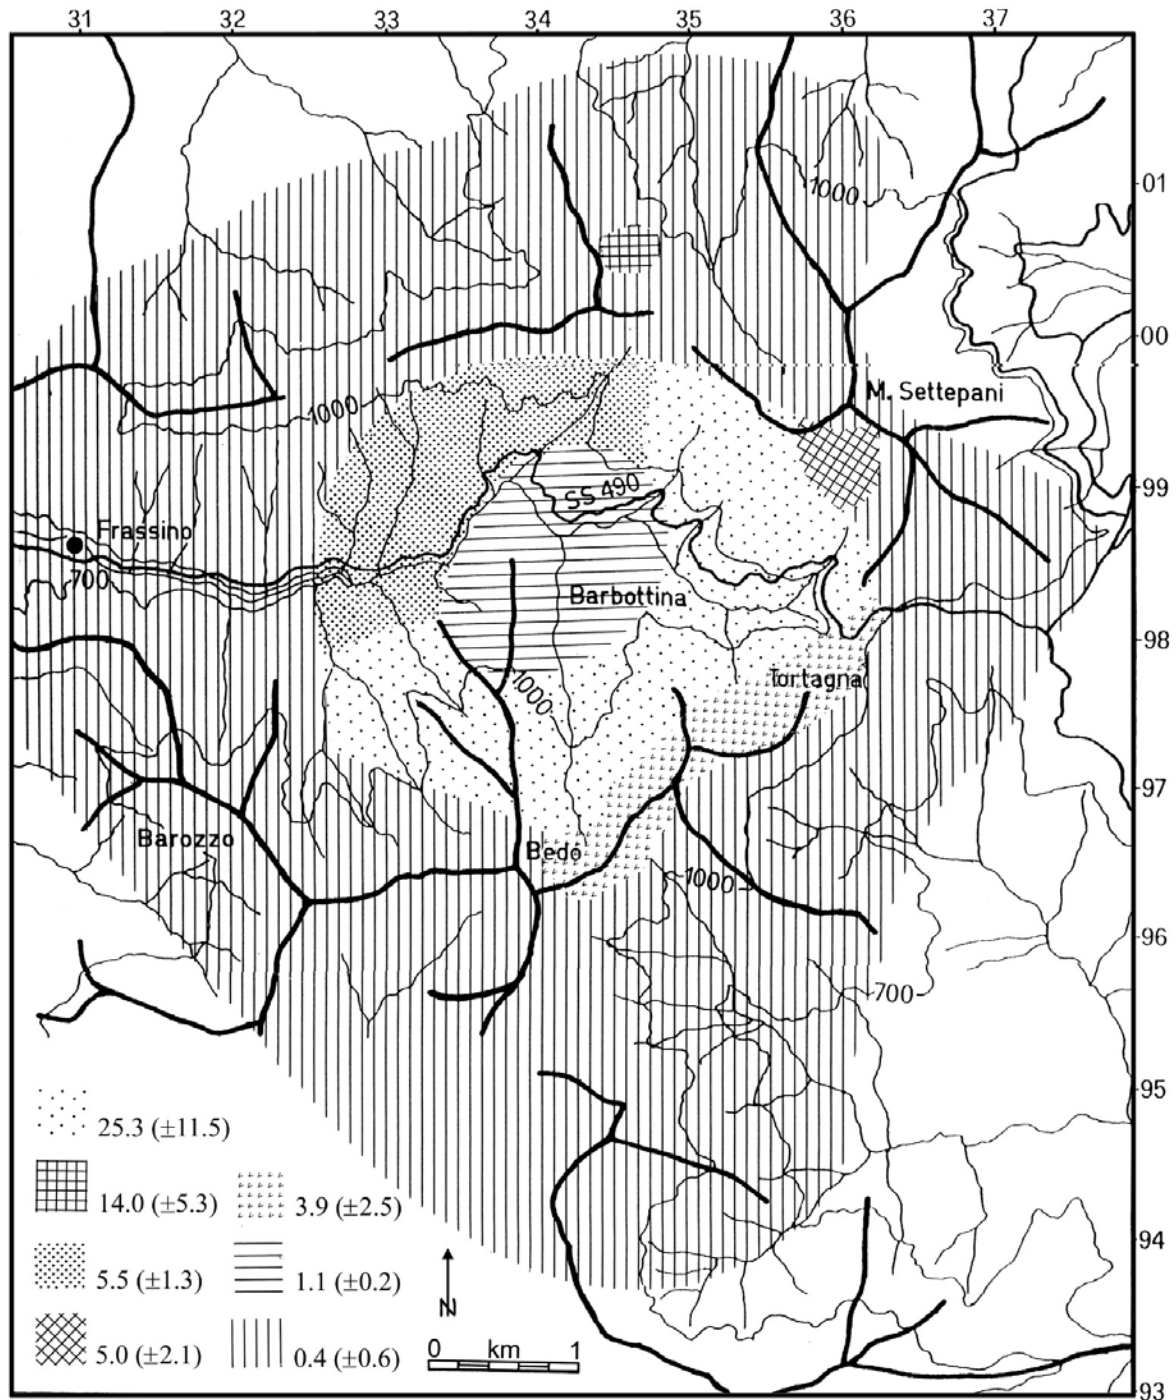 31 32 33 34 35 36 37
1000
01
00
M. Settepani
1000
99
SS 490
Frassino
700
Barbottina
98
Tortagna
1000
97
Barozzo
Bedó
1000
96
700
95
25.3 (±11.5)
14.0 (±5.3) 3.9 (±2.5)
94
5.5 (±1.3) 1.1 (±0.2)
N
0 km 1
5.0 (±2.1) 0.4 (±0.6)
93